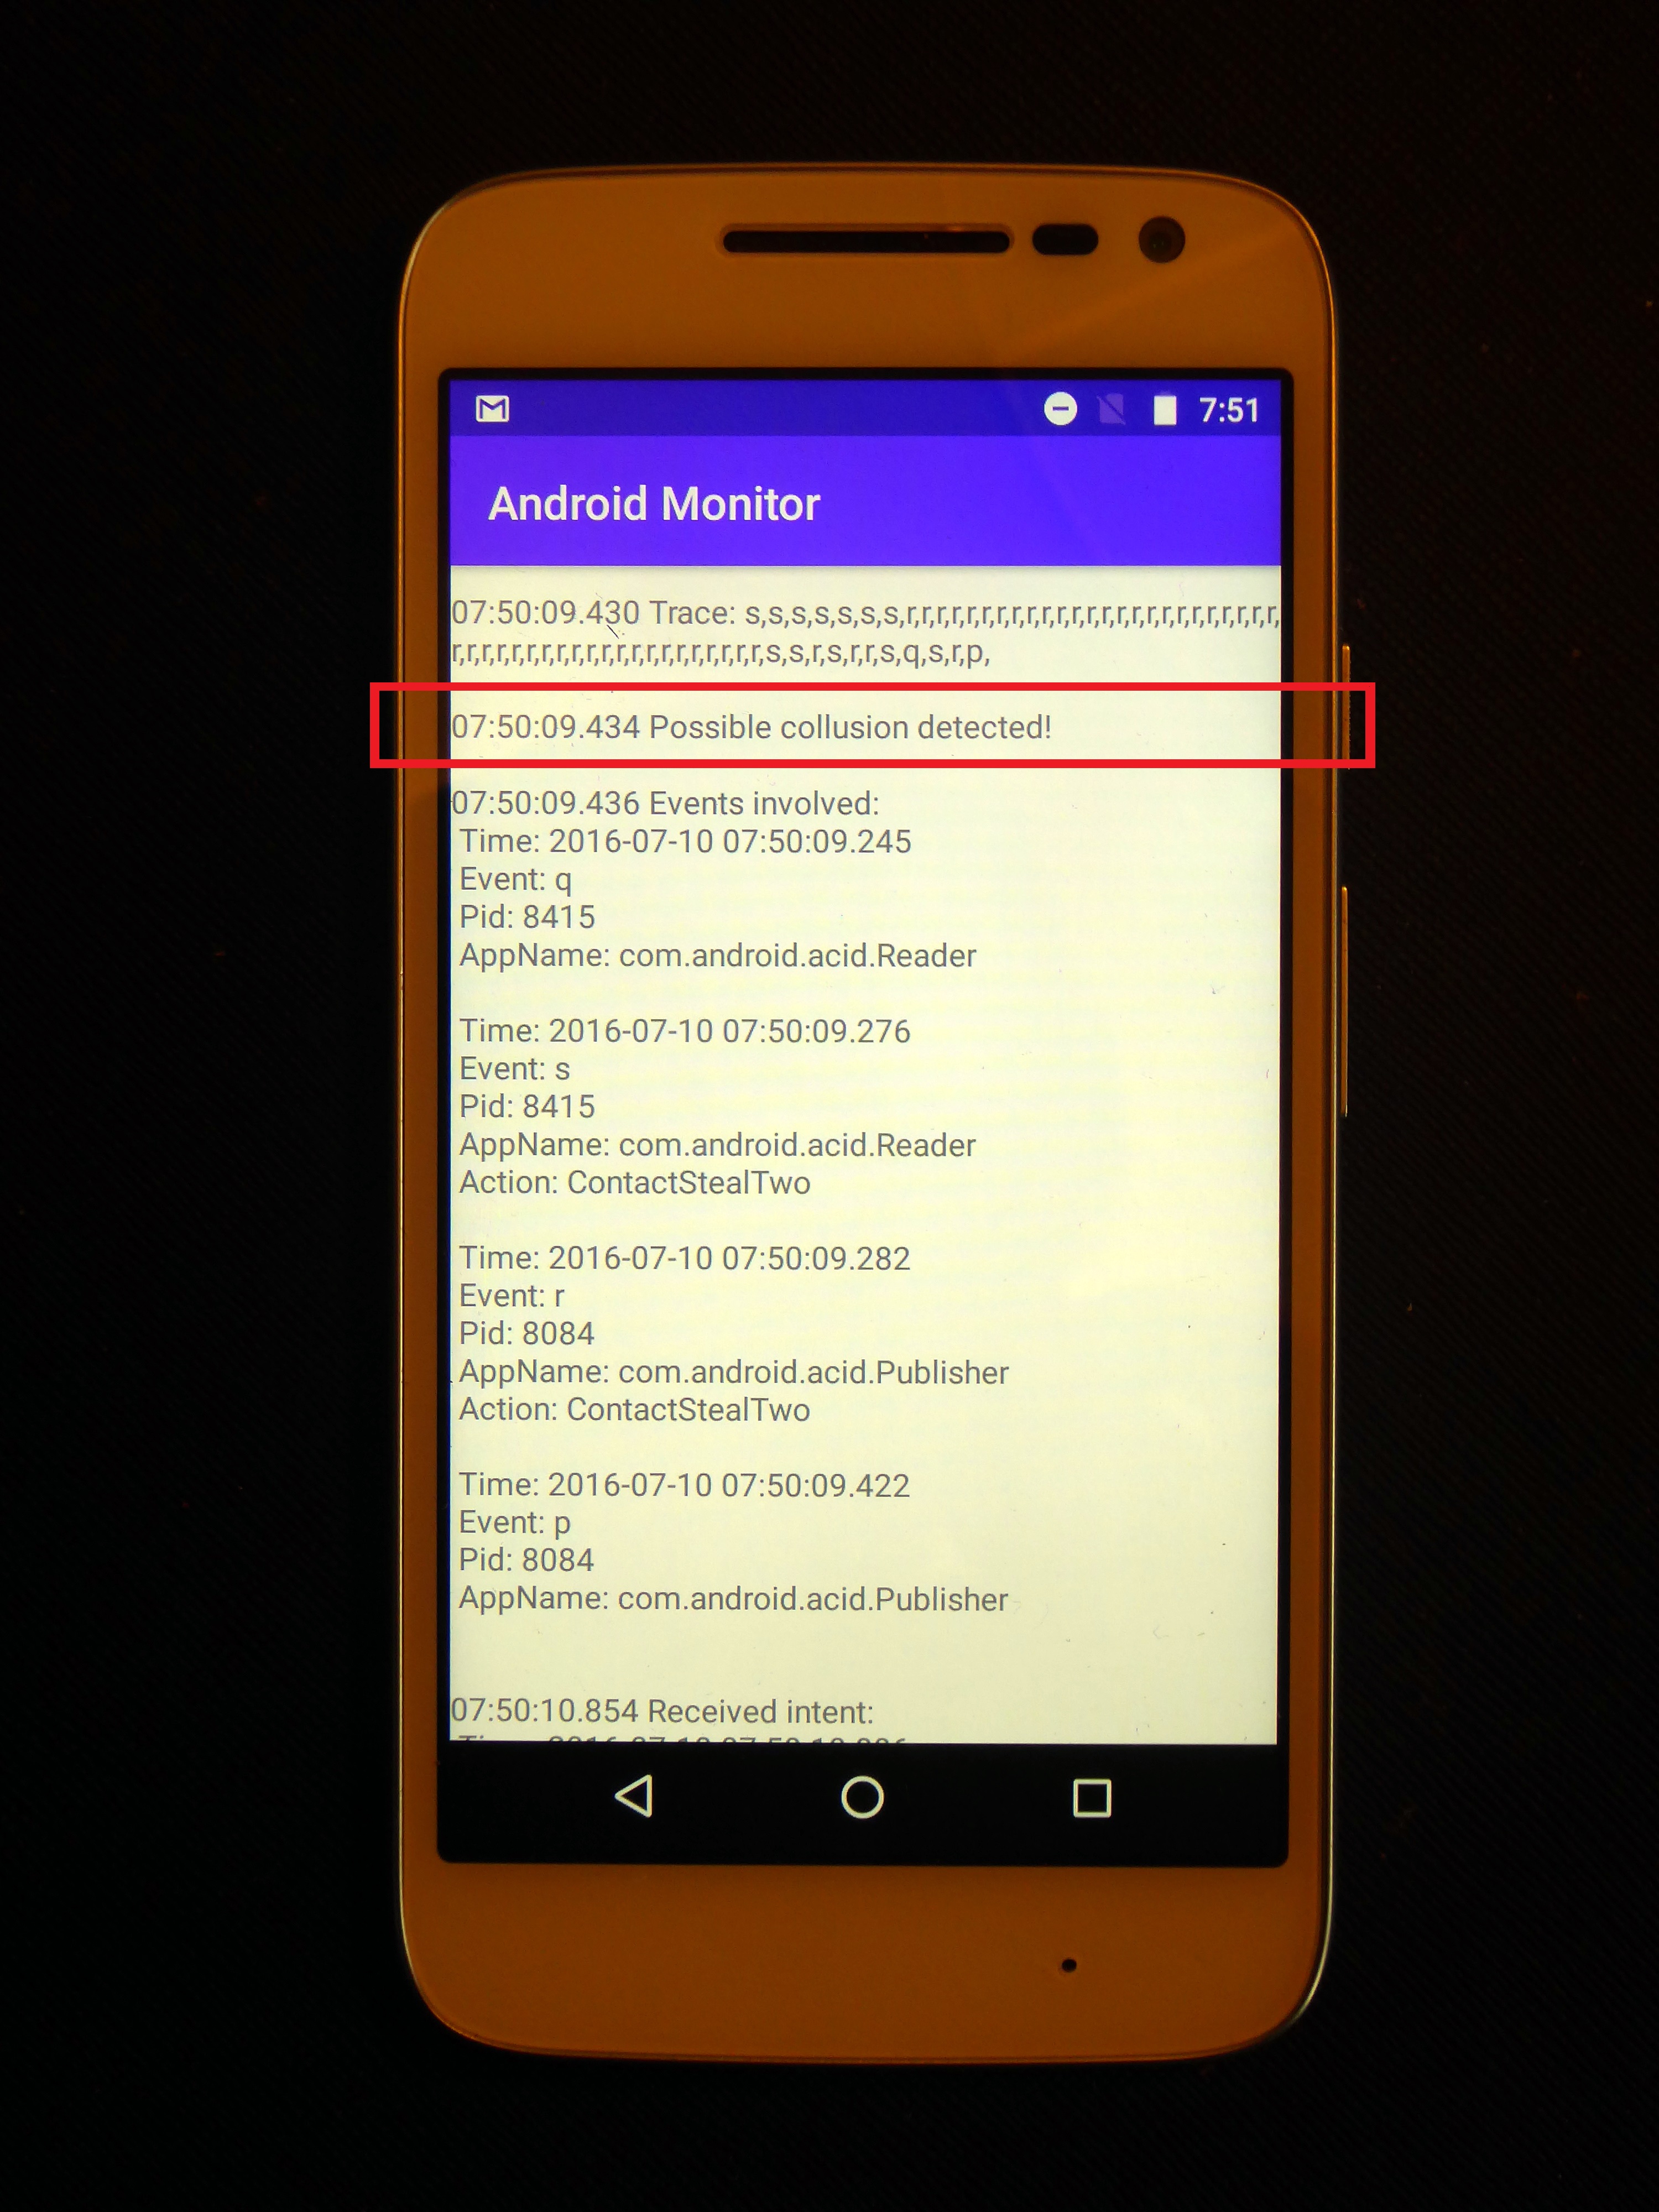 7:51
Android Monitor
07:50:09.430 Trace: s,s,s,s,s,s,s,r,r,r,r,r,r,r,r,r,r,r,r,r,r,r,r,r,r,r,r,r,r,r,r,r,
r,r,r,r,r,r,r,r,r,r,r,r,r,r,r,r,r,r,r,r,r,s,s,r,s,r,r,s,q,s,r,p,
07:50:09.434 Possible collusion detected!
07:50:09.436 Events involved:
Time: 2016-07-10 07:50:09.245
Event: q
Pid: 8415
AppName: com.android.acid.Reader
Time: 2016-07-10 07:50:09.276
Event: s
Pid: 8415
AppName: com.android.acid.Reader
Action: ContactStealTwo
Time: 2016-07-10 07:50:09.282
Event: r
Pid: 8084
AppName: com.android.acid.Publisher
Action: ContactStealTwo
Time: 2016-07-10 07:50:09.422
Event: p
Pid: 8084
AppName: com.android.acid.Publisher
07:50:10.854 Received intent: